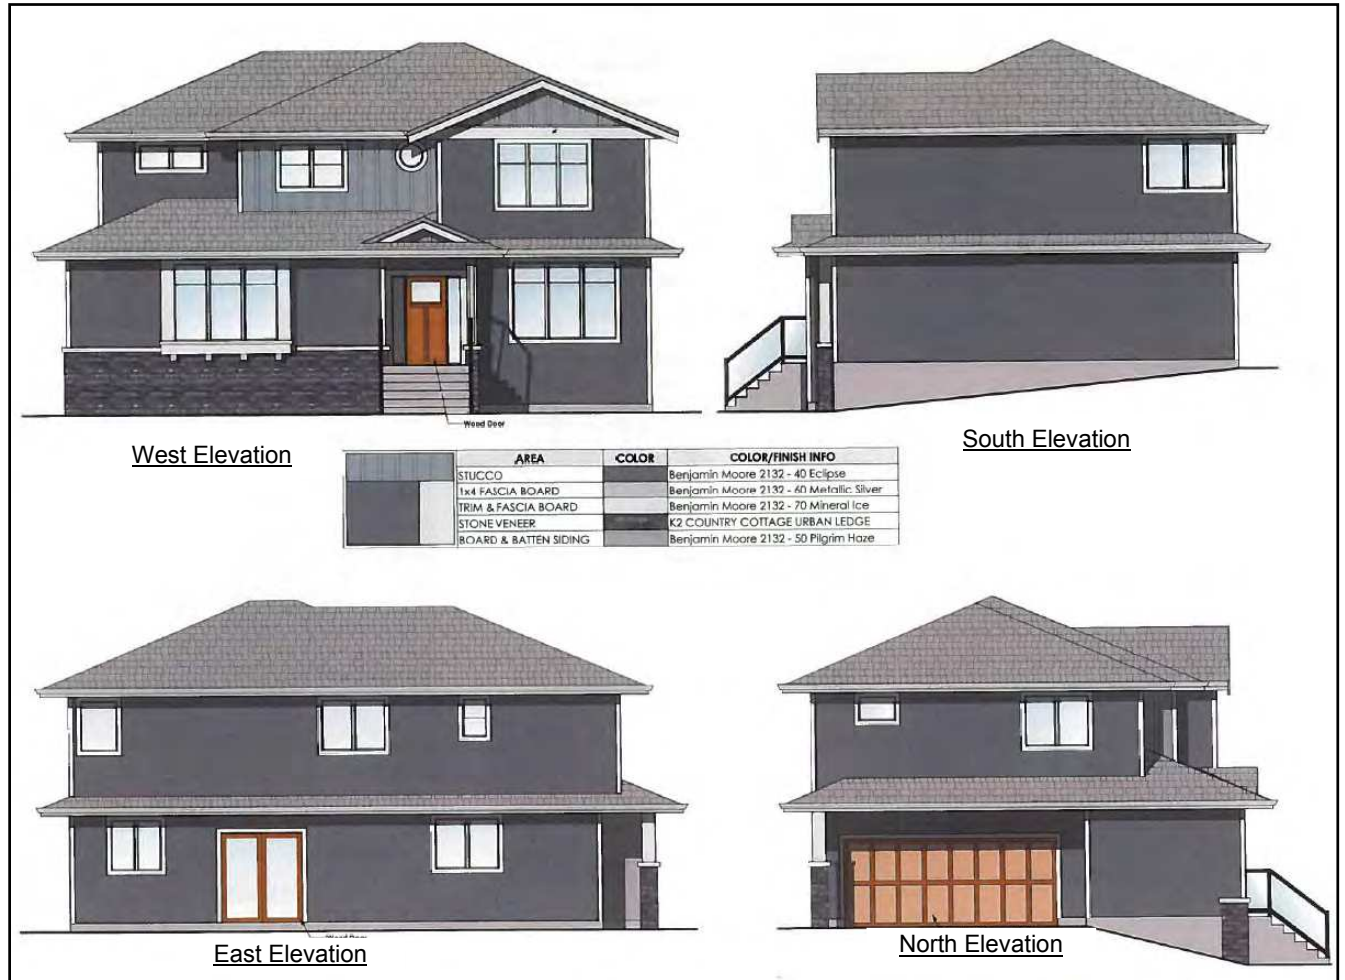 Wood Door
West Elevation
South Elevation
AREA COLOR COLOR/FINISH INFO
STUCCO Benjamin Moore 2132 - 40 Eclipse
1x4 FASCIA BOARD Benjamin Moore 2132 - 60 Metallic Silver
TRIM & FASCIA BOARD Benjamin Moore 2132 - 70 Mineral Ice
STONE VENEER K2 COUNTRY COTTAGE URBAN LEDGE
BOARD & BATTEN SIDING Benjamin Moore 2132 - 50 Pilgrim Haze
Wood Door
East Elevation
North Elevation